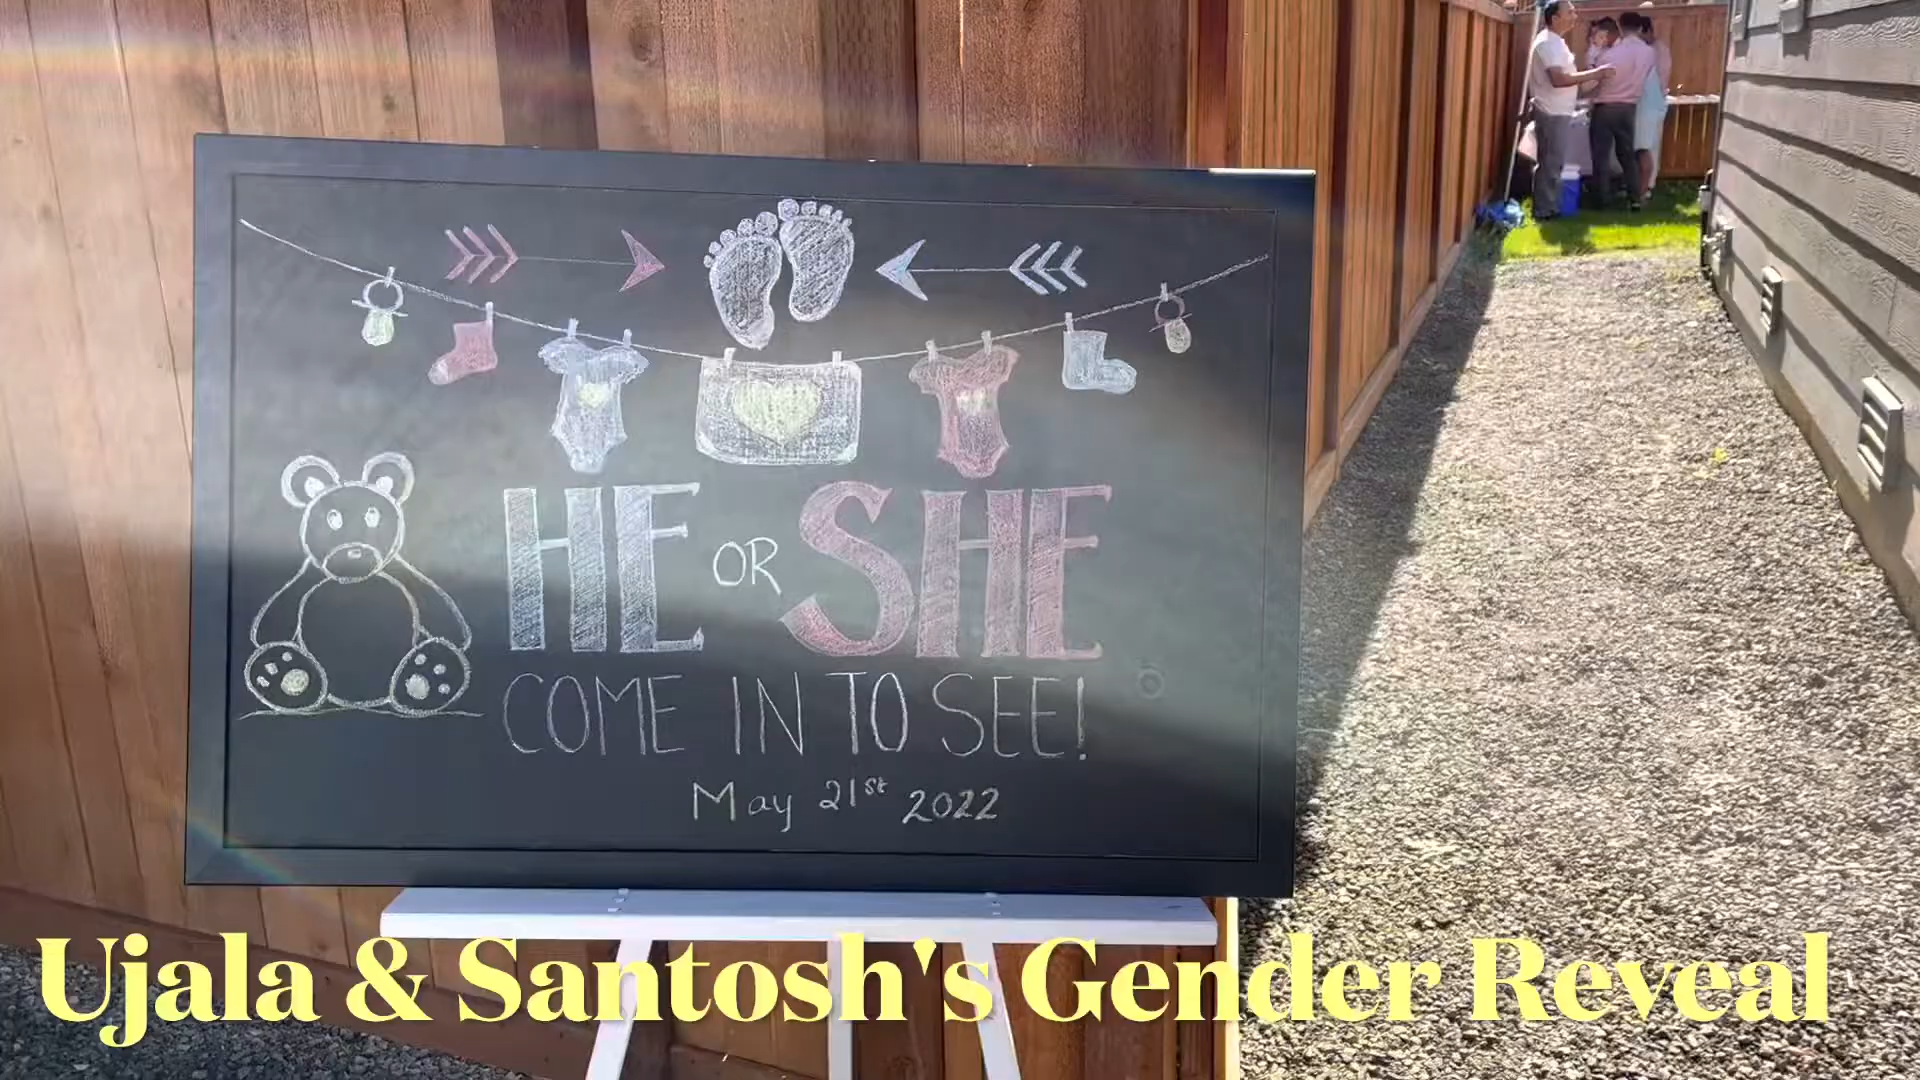 HE OR SHE
COME IN TO SEE!
May 21st 2022
Ujala & Santosh's Gender Reveal